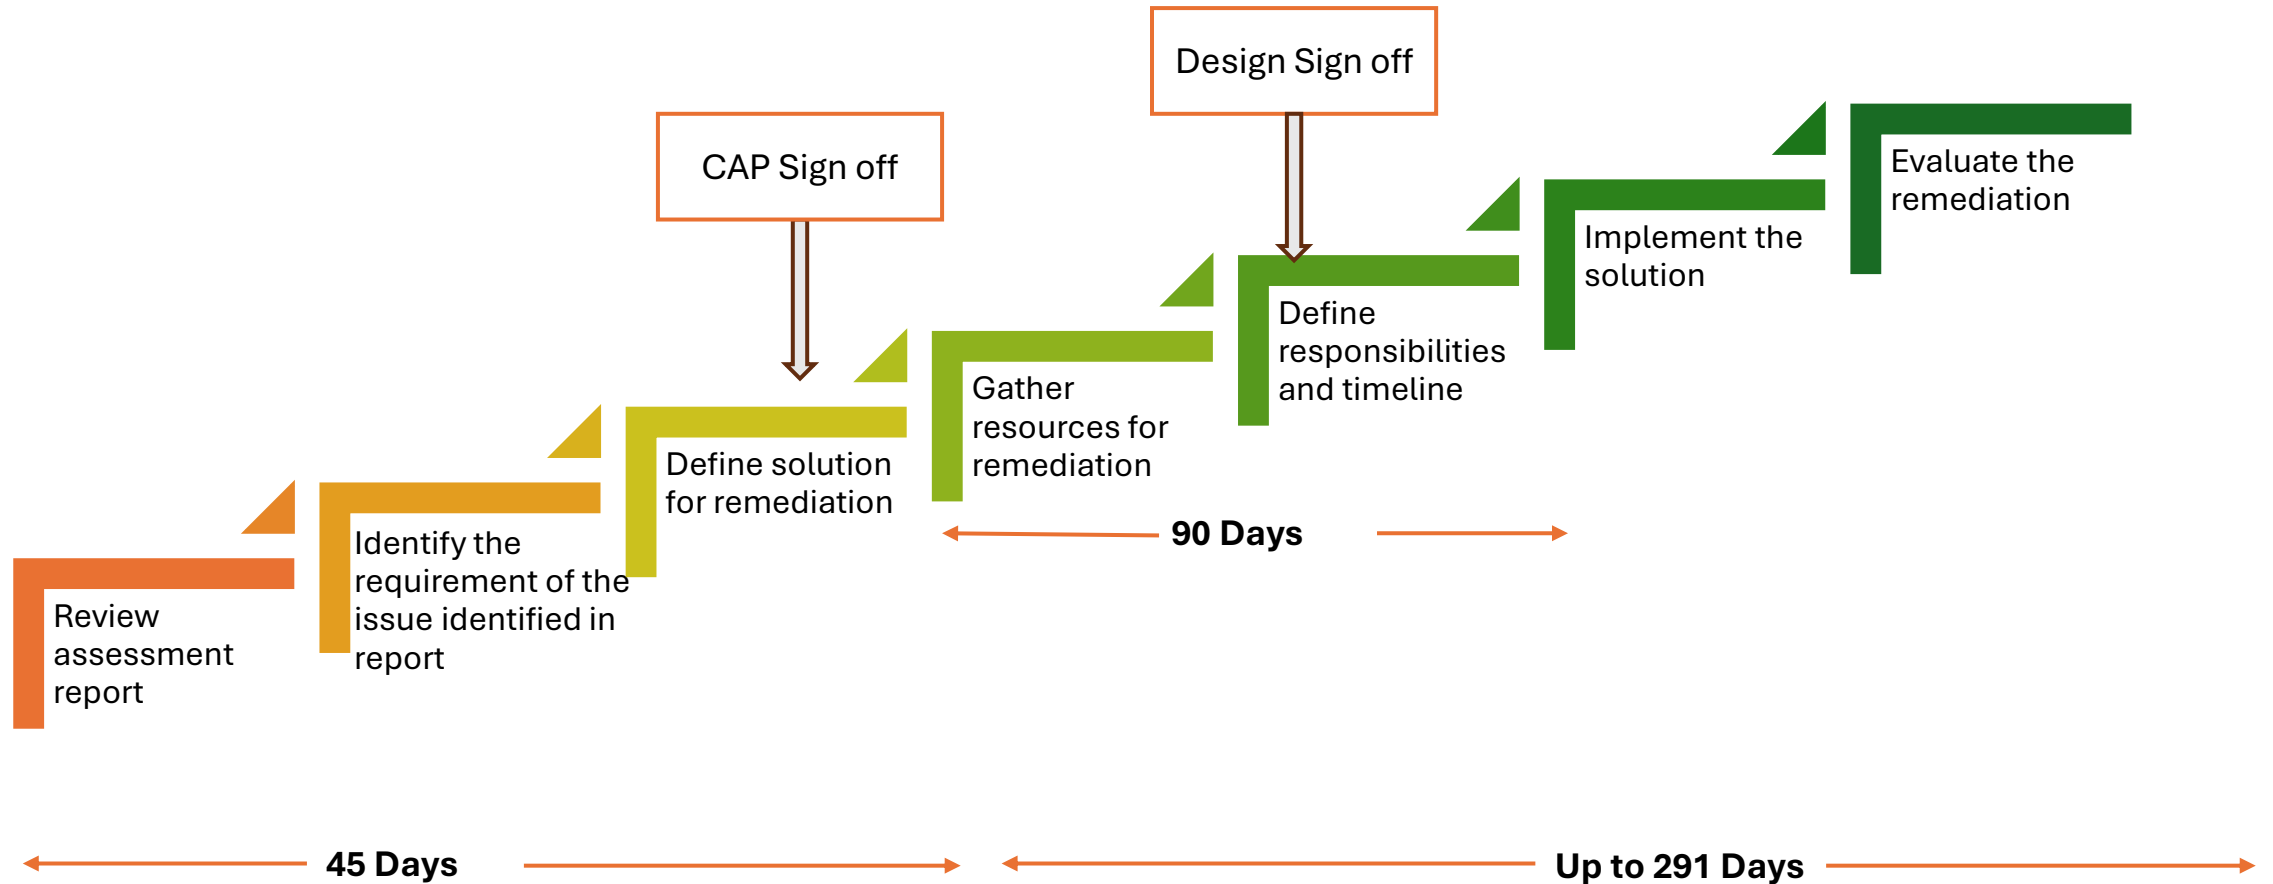 Design Sign off
CAP Sign off
Evaluate the
remediation
Implement the
solution
Define
responsibilities
and timeline
Gather
resources for
remediation
Define solution
for remediation
Identify the
requirement of the
issue identified in
report
Review
assessment
report
90 Days
45 Days
Up to 291 Days